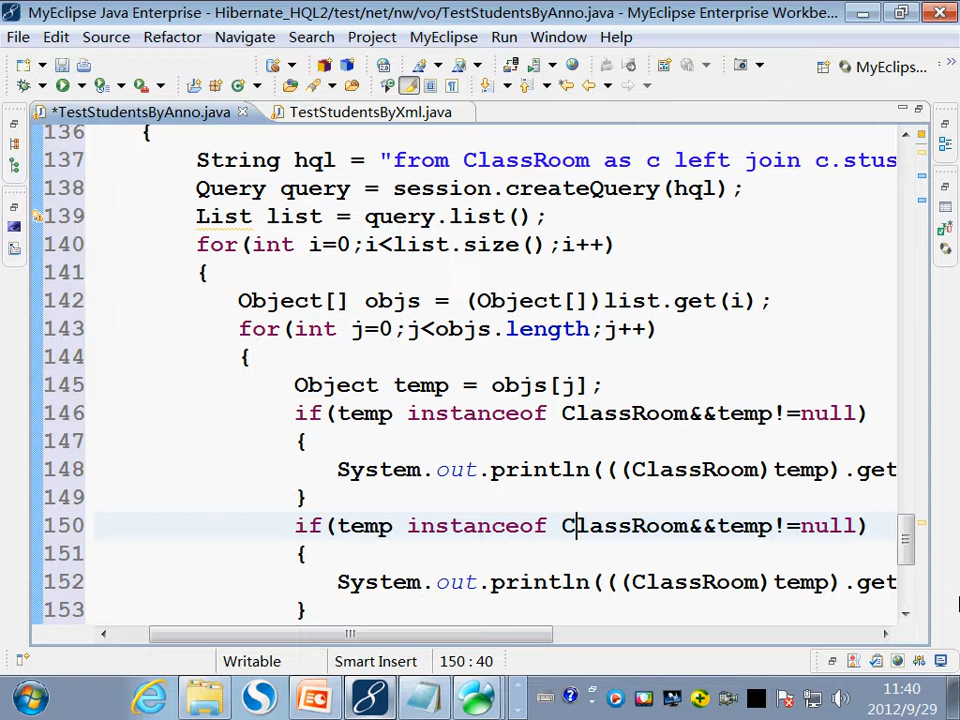 MyEclipse Java Enterprise - Hibernate_HQL2/test/net/nw/vo/TestStudentsByAnno.java - MyEclipse Enterprise Workbe...
File Edit Source Refactor Navigate Search Project MyEclipse Run Window Help
MyEclips...
*TestStudentsByAnno.java TestStudentsByXml.java
136 {
137 String hql = "from ClassRoom as c left join c.stus
138 Query query = session.createQuery(hql);
139 List list = query.list();
140 for(int i=0;i<list.size();i++)
141 {
142 Object[] objs = (Object[])list.get(i);
143 for(int j=0;j<objs.length;j++)
144 {
145 Object temp = objs[j];
146 if(temp instanceof ClassRoom&&temp!=null)
147 {
148 System.out.println(((ClassRoom)temp).get
149 }
150 if(temp instanceof ClassRoom&&temp!=null)
151 {
152 System.out.println(((ClassRoom)temp).get
153 }
Writable Smart Insert 150 : 40
11:40
2012/9/29